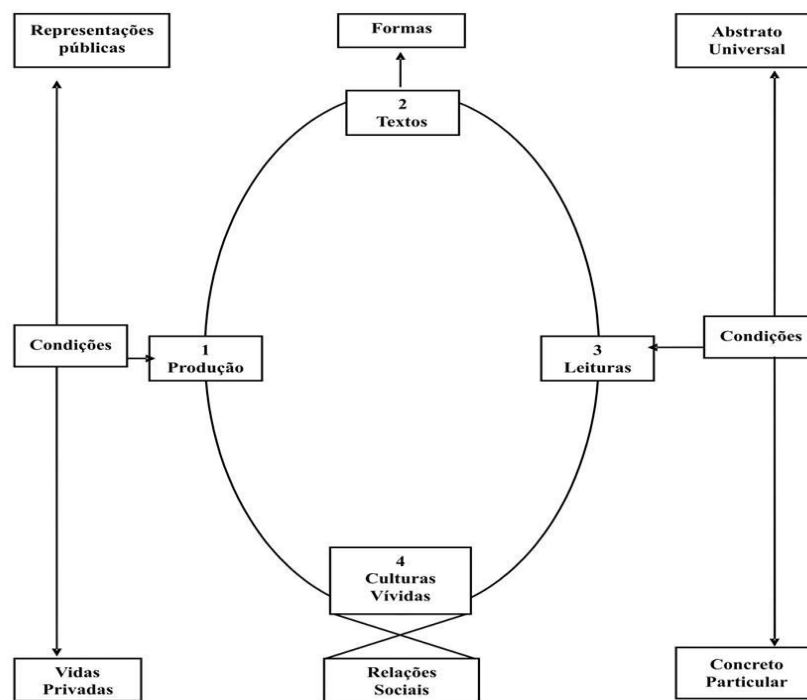 Representações
públicas
Formas
Abstrato
Universal
2
Textos
Condições
1
Produção
3
Leituras
Condições
4
Culturas
Vívidas
Vidas
Privadas
Relações
Sociais
Concreto
Particular